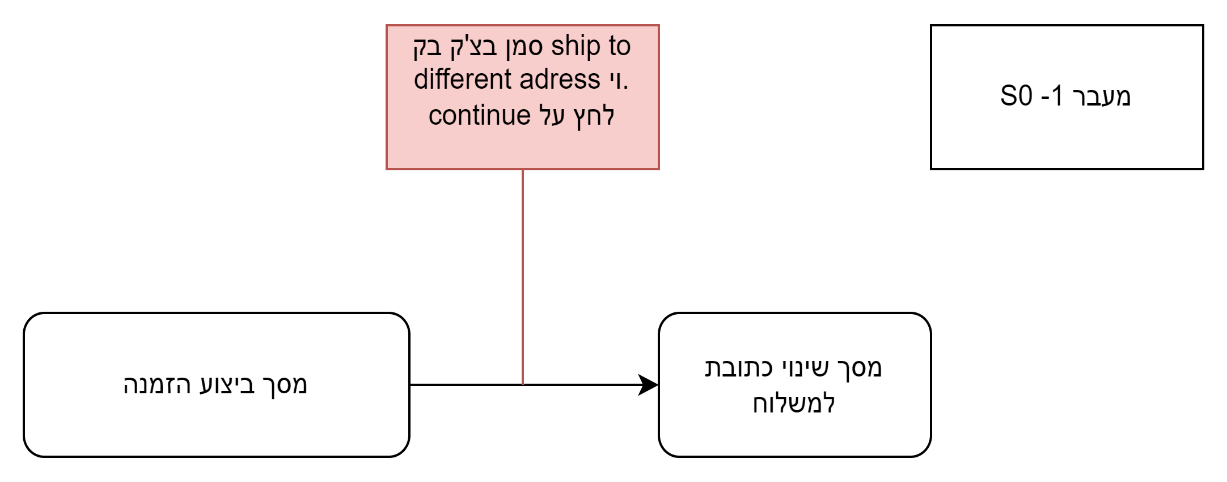 סמן בצ'ק בק ship to
different adress וי.
לחץ על continue
מעבר 1- S0
מסך ביצוע הזמנה
מסך שינוי כתובת
למשלוח